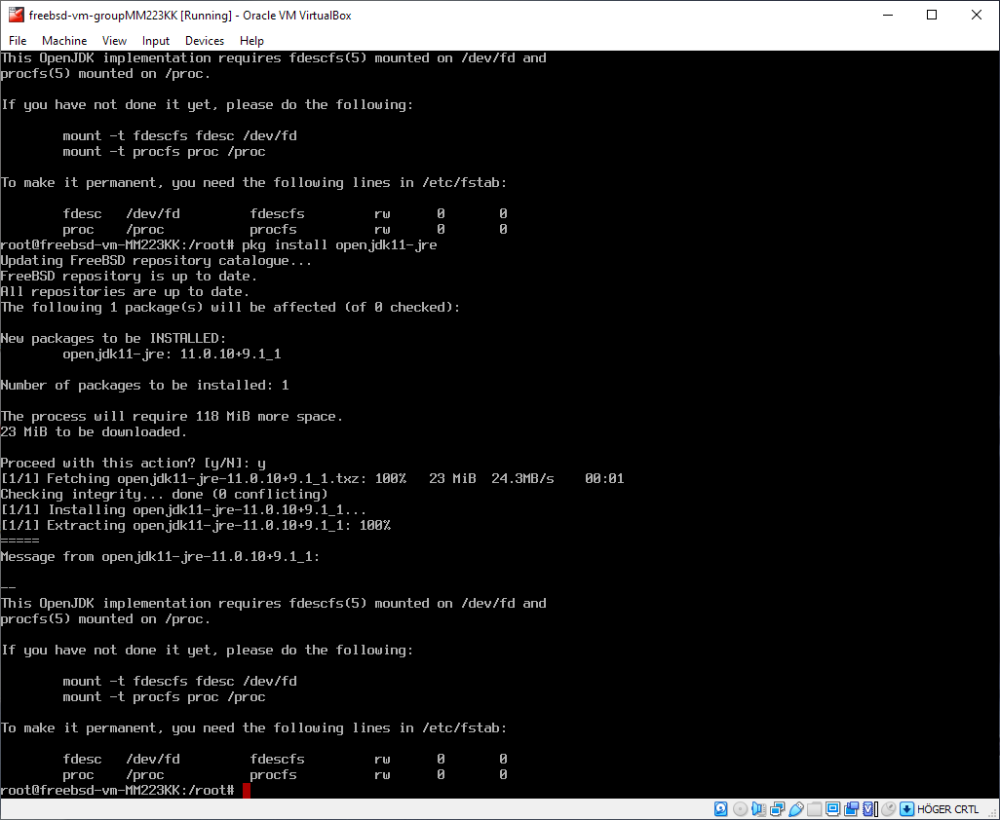 freebsd-vm-groupMM223KK [Running] - Oracle VM VirtualBox
File Machine View Input Devices Help
This OpenJDK implementation requires fdescfs(5) mounted on /dev/fd and
procfs(5) mounted on /proc.
If you have not done it yet, please do the following:
mount -t fdescfs fdesc /dev/fd
mount -t procfs proc /proc
To make it permanent, you need the following lines in /etc/fstab:
fdesc /dev/fd fdescfs rw 0 0
proc /proc procfs rw 0 0
root@freebsd-vm-MM223KK:/root# pkg install openjdk11-jre
Updating FreeBSD repository catalogue...
FreeBSD repository is up to date.
All repositories are up to date.
The following 1 package(s) will be affected (of 0 checked):
New packages to be INSTALLED:
openjdk11-jre: 11.0.10+9.1_1
Number of packages to be installed: 1
The process will require 118 MiB more space.
23 MiB to be downloaded.
Proceed with this action? [y/N]: y
[1/1] Fetching openjdk11-jre-11.0.10+9.1_1.txz: 100% 23 MiB 24.3MB/s 00:01
Checking integrity... done (0 conflicting)
[1/1] Installing openjdk11-jre-11.0.10+9.1_1...
[1/1] Extracting openjdk11-jre-11.0.10+9.1_1: 100%
=====
Message from openjdk11-jre-11.0.10+9.1_1:
--
This OpenJDK implementation requires fdescfs(5) mounted on /dev/fd and
procfs(5) mounted on /proc.
If you have not done it yet, please do the following:
mount -t fdescfs fdesc /dev/fd
mount -t procfs proc /proc
To make it permanent, you need the following lines in /etc/fstab:
fdesc /dev/fd fdescfs rw 0 0
proc /proc procfs rw 0 0
root@freebsd-vm-MM223KK:/root#
HÖGER CRTL